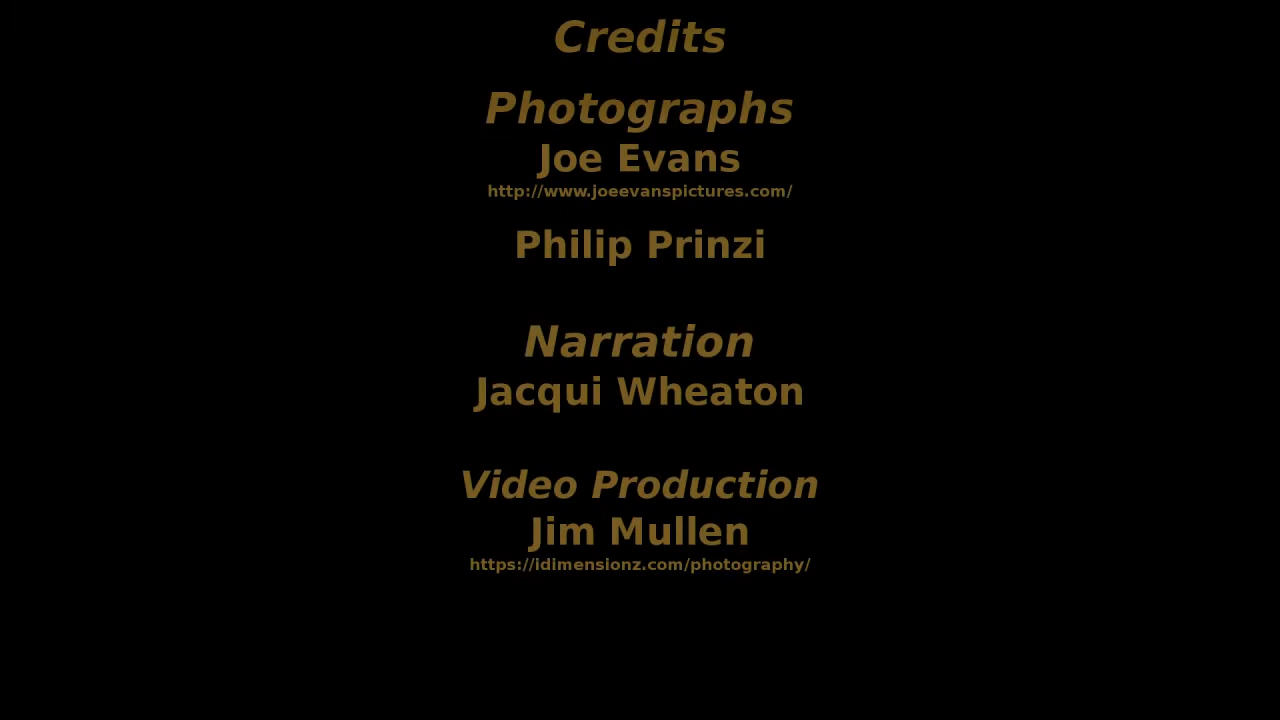 Credits
Photographs
Joe Evans
http://www.joeevanspictures.com/
Philip Prinzi
Narration
Jacqui Wheaton
Video Production
Jim Mullen
https://idimensionz.com/photography/